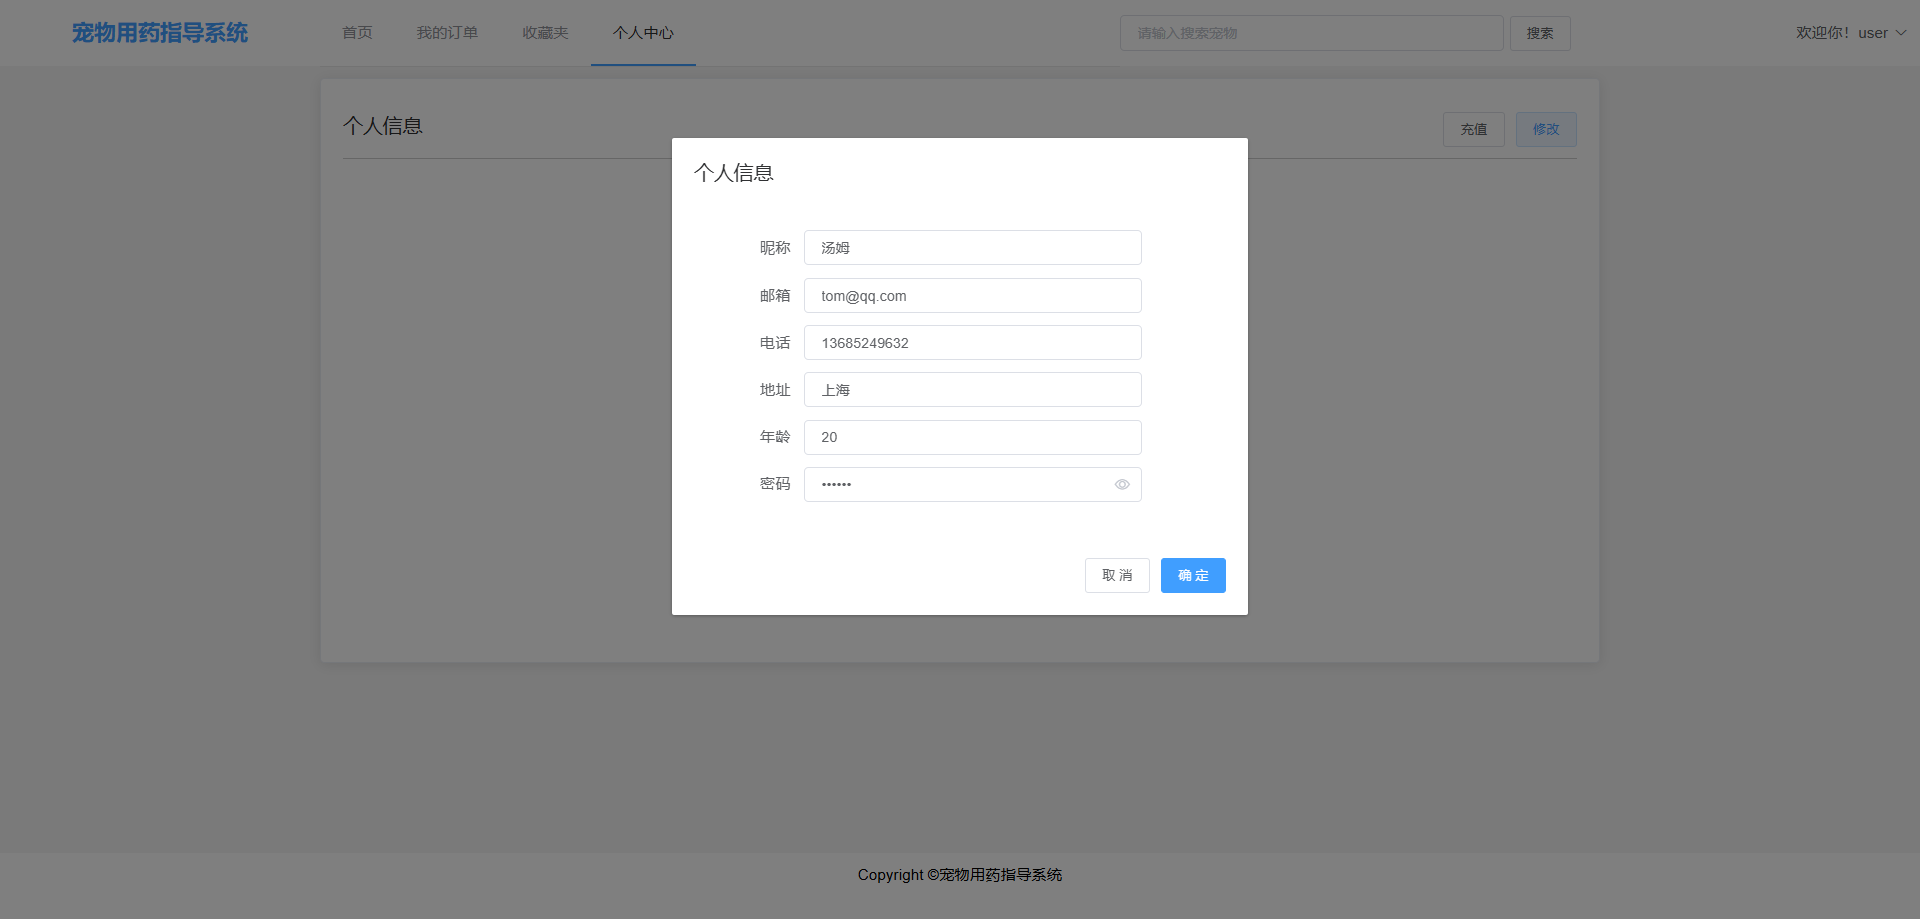 宠物用药指导系统
首页
我的订单
收藏夹
个人中心
请输入搜索宠物
搜索
欢迎你！user
个人信息
充值
修改
个人信息
昵称 汤姆
邮箱 tom@qq.com
电话 13685249632
地址 上海
年龄 20
密码 ••••••
取 消
确 定
Copyright ©宠物用药指导系统